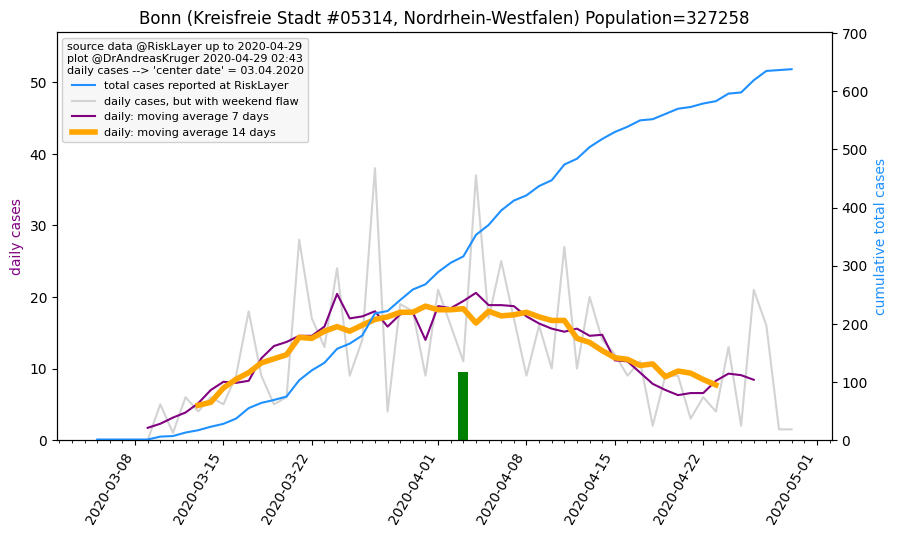 Bonn (Kreisfreie Stadt #05314, Nordrhein-Westfalen) Population=327258
source data @RiskLayer up to 2020-04-29
plot @DrAndreasKruger 2020-04-29 02:43
daily cases --> 'center date' = 03.04.2020
total cases reported at RiskLayer
daily cases, but with weekend flaw
daily: moving average 7 days
daily: moving average 14 days
daily cases
50
40
30
20
10
0
700
600
500
400
300
200
100
0
cumulative total cases
2020-03-08
2020-03-15
2020-03-22
2020-04-01
2020-04-08
2020-04-15
2020-04-22
2020-05-01